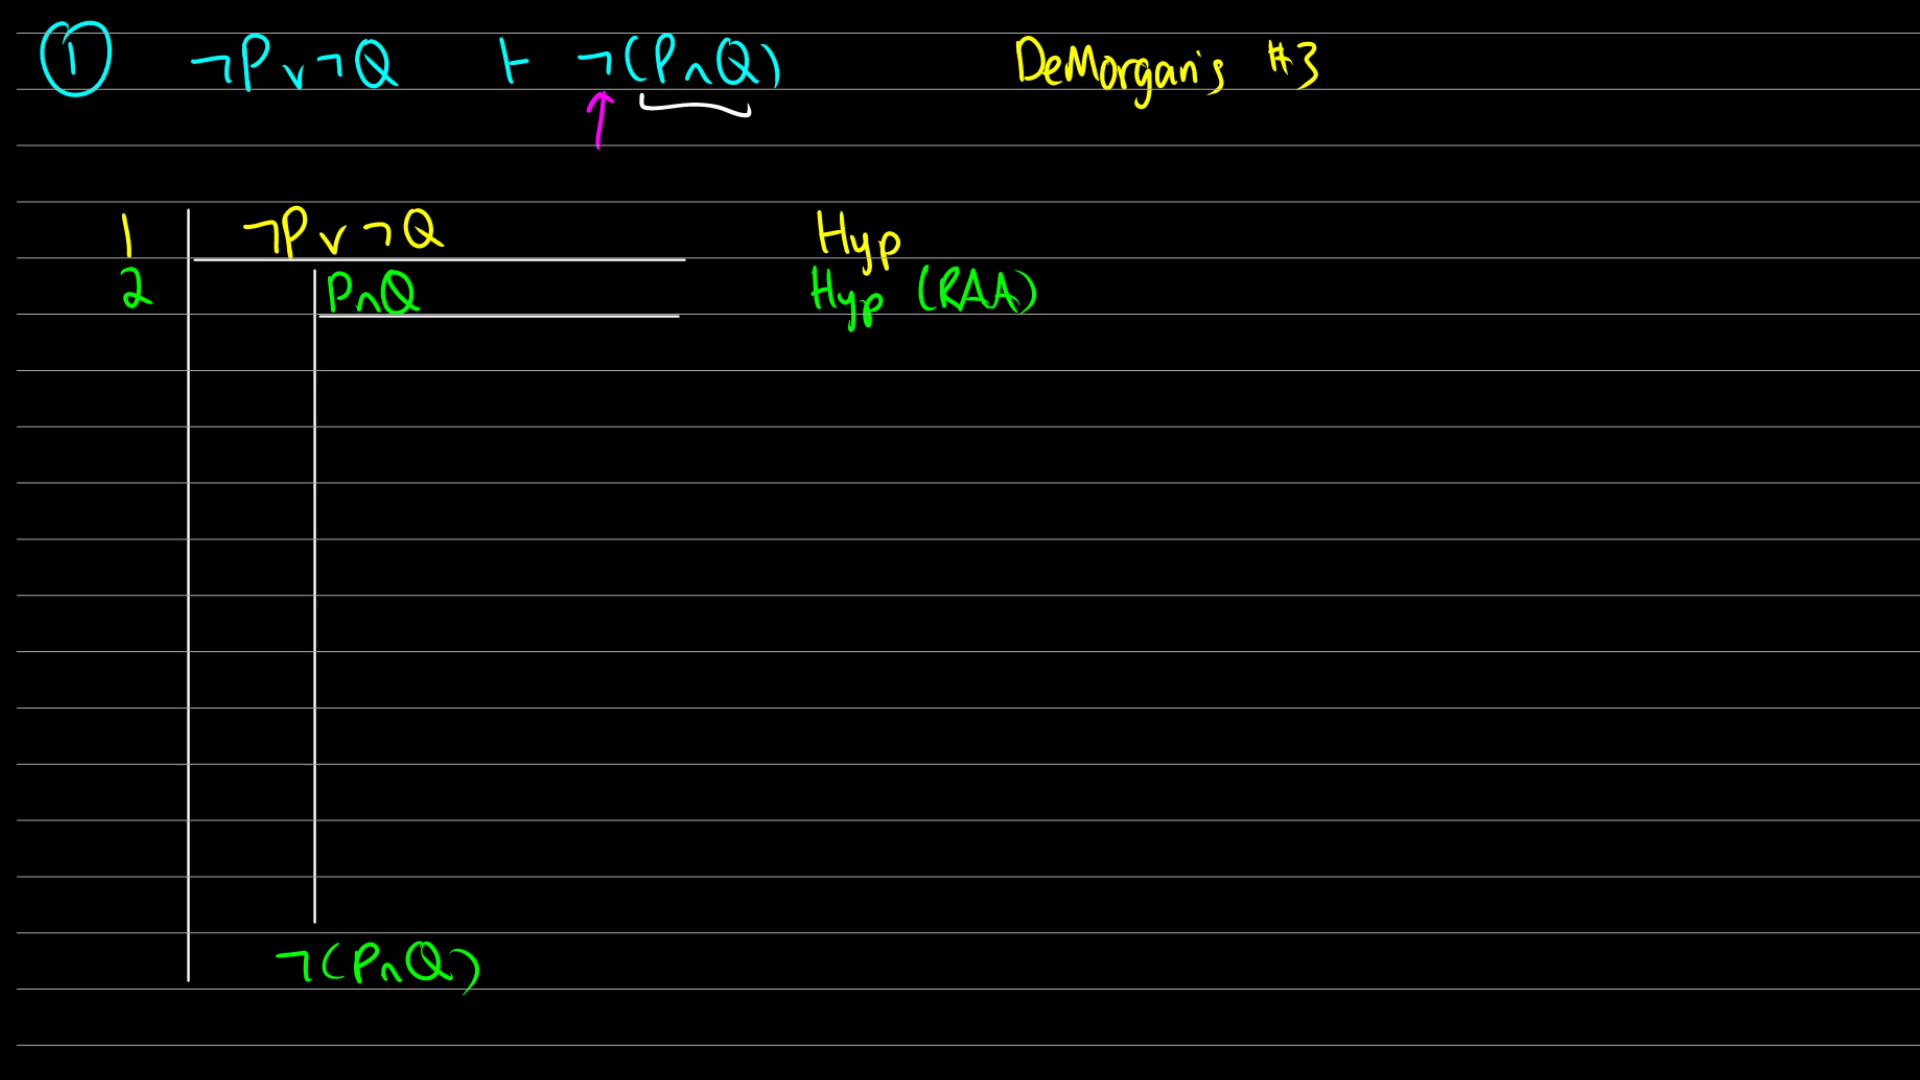 ① ¬P∨¬Q ⊢ ¬(P∧Q) DeMorgan's #3
1 ¬P∨¬Q Hyp
2 P∧Q Hyp (RAA)
¬(P∧Q)